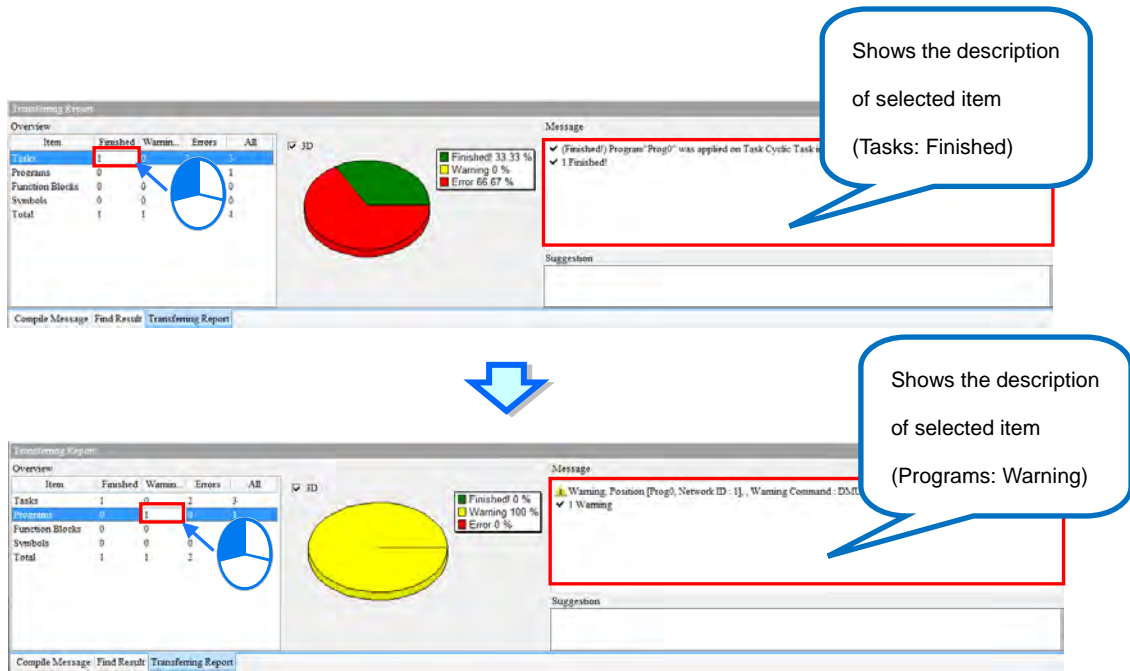 Shows the description
of selected item
(Tasks: Finished)
Transferring Report
Overview
Item Finished Warnin... Errors All
Tasks 1 0 2 3
Programs 0 1
Function Blocks 0 0 0
Symbols 0 0 0
Total 1 1 4
3D
Finished! 33.33 %
Warning 0 %
Error 66.67 %
Message
(Finished!) Program"Prog0" was applied on Task Cyclic Task
1 Finished!
Suggestion
Compile Message Find Result Transferring Report
Shows the description
of selected item
(Programs: Warning)
Transferring Report
Overview
Item Finished Warnin... Errors All
Tasks 1 0 2 3
Programs 0 1 0 1
Function Blocks 0 0
Symbols 0 0 0
Total 1 1 2
3D
Finished! 0 %
Warning 100 %
Error 0 %
Message
Warning, Position [Prog0, Network ID : 1], , Warning Command :
1 Warning
Suggestion
Compile Message Find Result Transferring Report